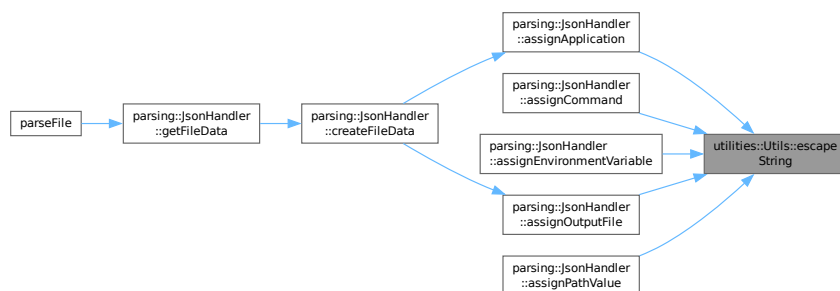 parseFile
parsing::JsonHandler
::getFileData
parsing::JsonHandler
::createFileData
parsing::JsonHandler
::assignApplication
parsing::JsonHandler
::assignCommand
parsing::JsonHandler
::assignEnvironmentVariable
parsing::JsonHandler
::assignOutputFile
parsing::JsonHandler
::assignPathValue
utilities::Utils::escape
String